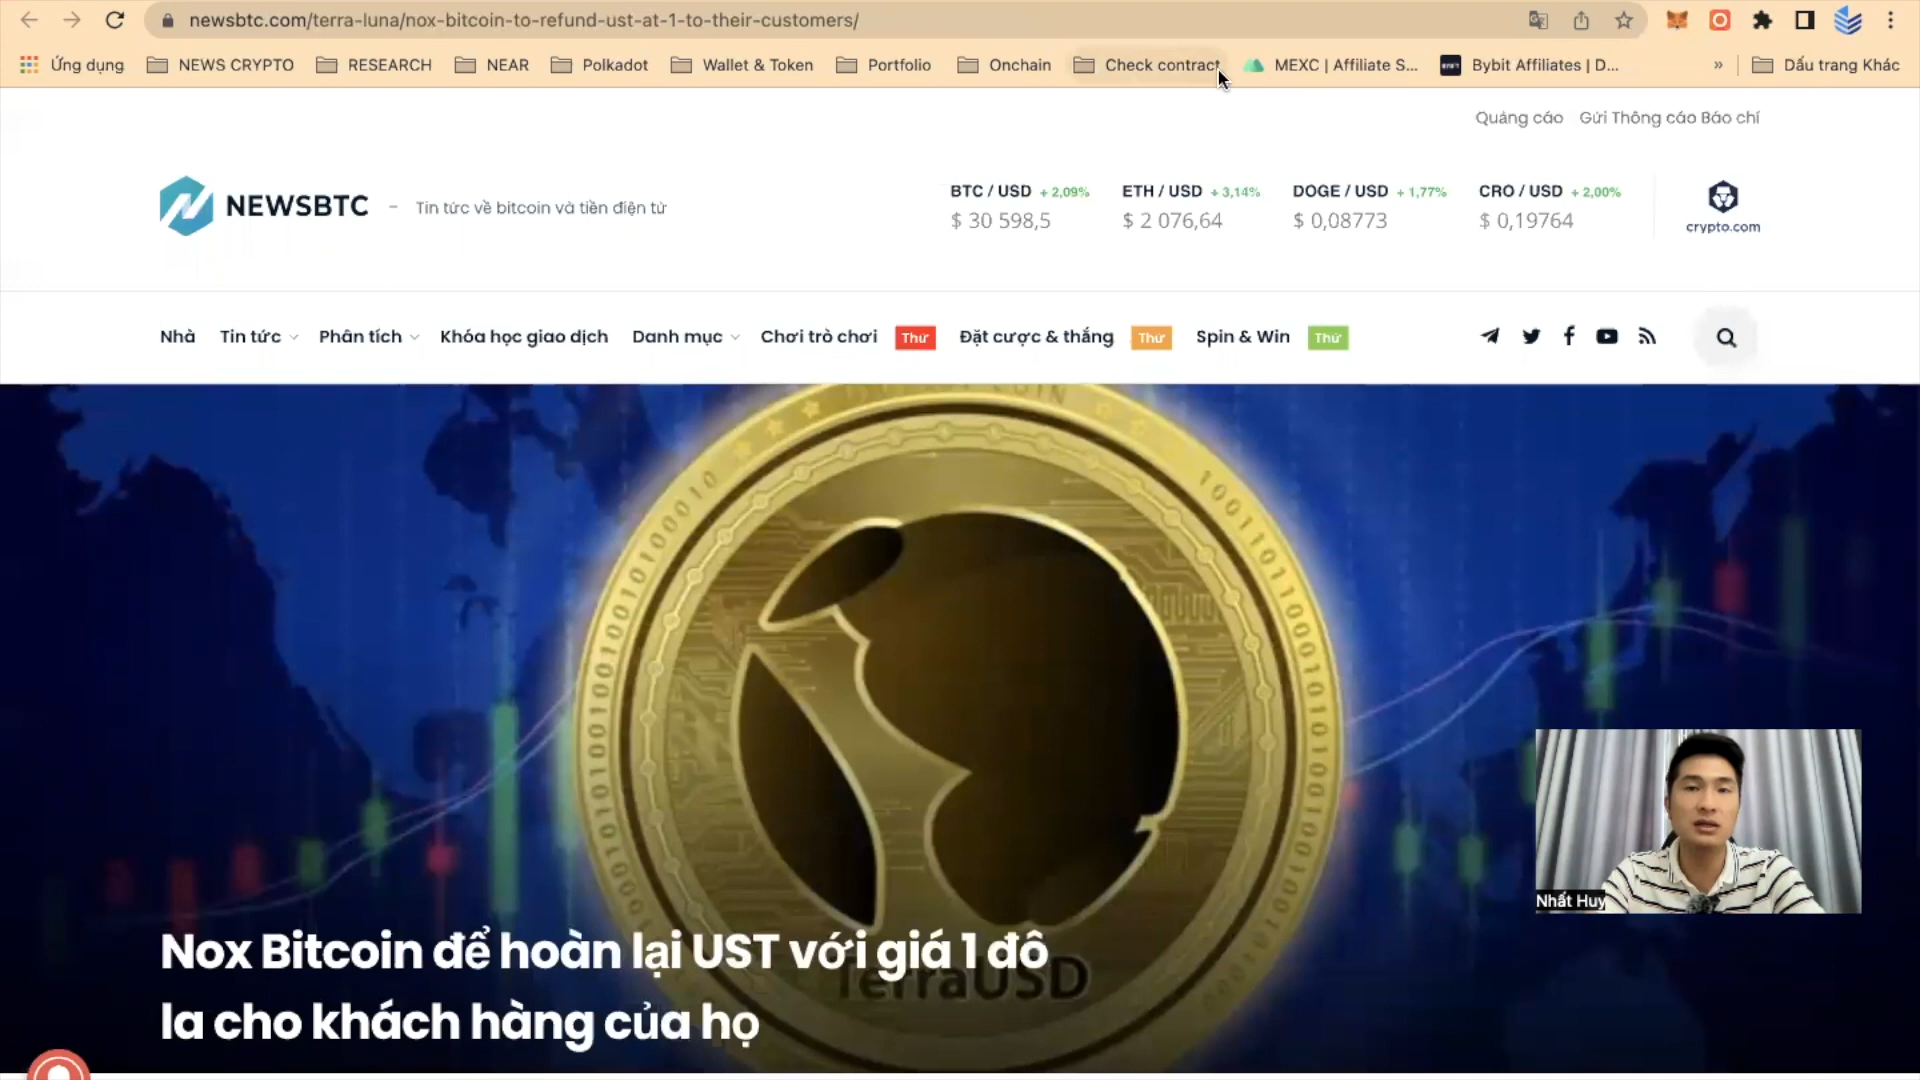 newsbtc.com/terra-luna/nox-bitcoin-to-refund-ust-at-1-to-their-customers/
Ứng dụng NEWS CRYPTO RESEARCH NEAR Polkadot Wallet & Token Portfolio Onchain Check contract MEXC | Affiliate S... Bybit Affiliates | D... » Dấu trang Khác
Quảng cáo Gửi Thông cáo Báo chí
NEWSBTC – Tin tức về bitcoin và tiền điện tử
BTC / USD + 2,09% ETH / USD + 3,14% DOGE / USD + 1,77% CRO / USD + 2,00%
$ 30 598,5 $ 2 076,64 $ 0,08773 $ 0,19764
crypto.com
Nhà Tin tức Phân tích Khóa học giao dịch Danh mục Chơi trò chơi Thứ Đặt cược & thắng Thứ Spin & Win Thứ
TerraUSD
Nox Bitcoin để hoàn lại UST với giá 1 đô
la cho khách hàng của họ
Nhất Huy